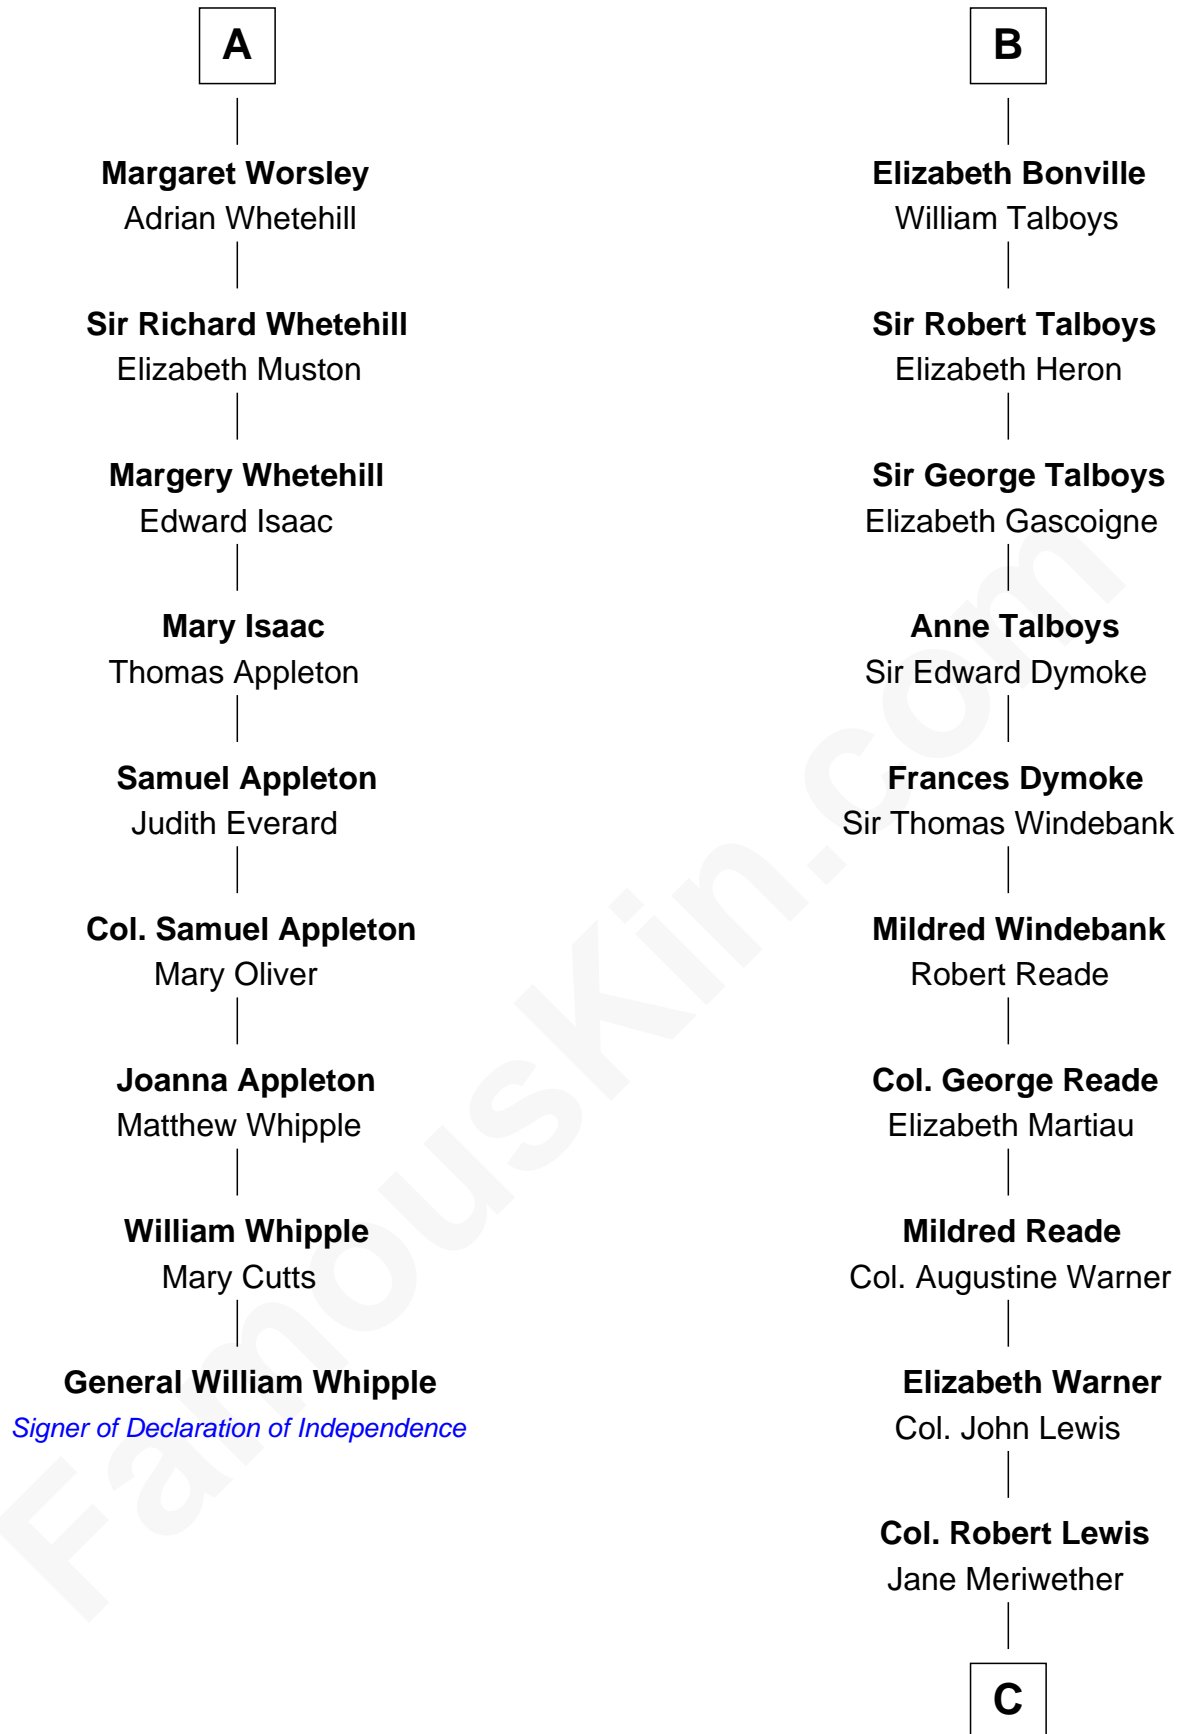 A
Margaret Worsley
Adrian Whetehill
Sir Richard Whetehill
Elizabeth Muston
Margery Whetehill
Edward Isaac
Mary Isaac
Thomas Appleton
Samuel Appleton
Judith Everard
Col. Samuel Appleton
Mary Oliver
Joanna Appleton
Matthew Whipple
William Whipple
Mary Cutts
General William Whipple
Signer of Declaration of Independence
B
Elizabeth Bonville
William Talboys
Sir Robert Talboys
Elizabeth Heron
Sir George Talboys
Elizabeth Gascoigne
Anne Talboys
Sir Edward Dymoke
Frances Dymoke
Sir Thomas Windebank
Mildred Windebank
Robert Reade
Col. George Reade
Elizabeth Martiau
Mildred Reade
Col. Augustine Warner
Elizabeth Warner
Col. John Lewis
Col. Robert Lewis
Jane Meriwether
C
FamousKin.com